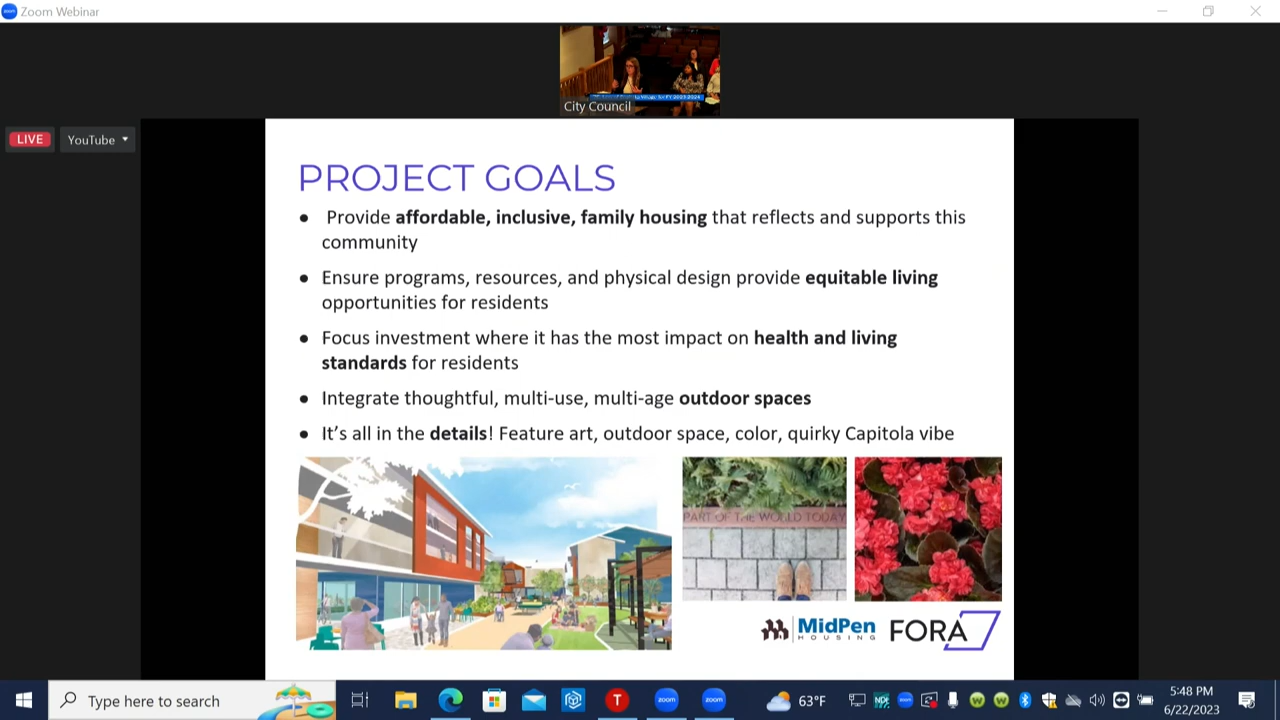 Zoom Webinar
City Council
LIVE
YouTube
PROJECT GOALS
● Provide affordable, inclusive, family housing that reflects and supports this
community
● Ensure programs, resources, and physical design provide equitable living
opportunities for residents
● Focus investment where it has the most impact on health and living
standards for residents
● Integrate thoughtful, multi-use, multi-age outdoor spaces
● It's all in the details! Feature art, outdoor space, color, quirky Capitola vibe
PART OF THE WORLD TODAY
MidPen
HOUSING
FORA
Type here to search
T
zoom
zoom
63°F
NDI
W
W
5:48 PM
6/22/2023